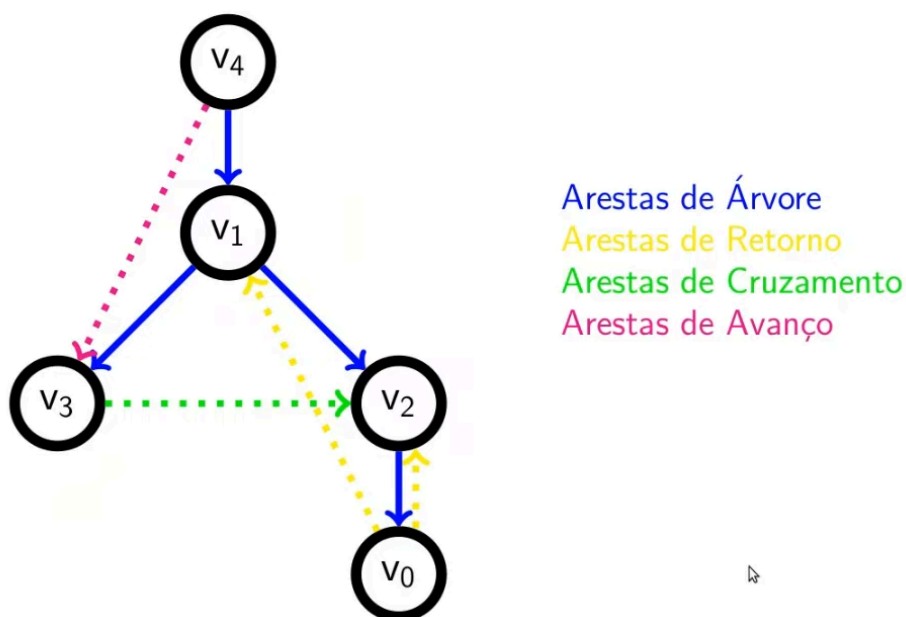 v₄
v₁
v₃
v₂
v₀
Arestas de Árvore
Arestas de Retorno
Arestas de Cruzamento
Arestas de Avanço